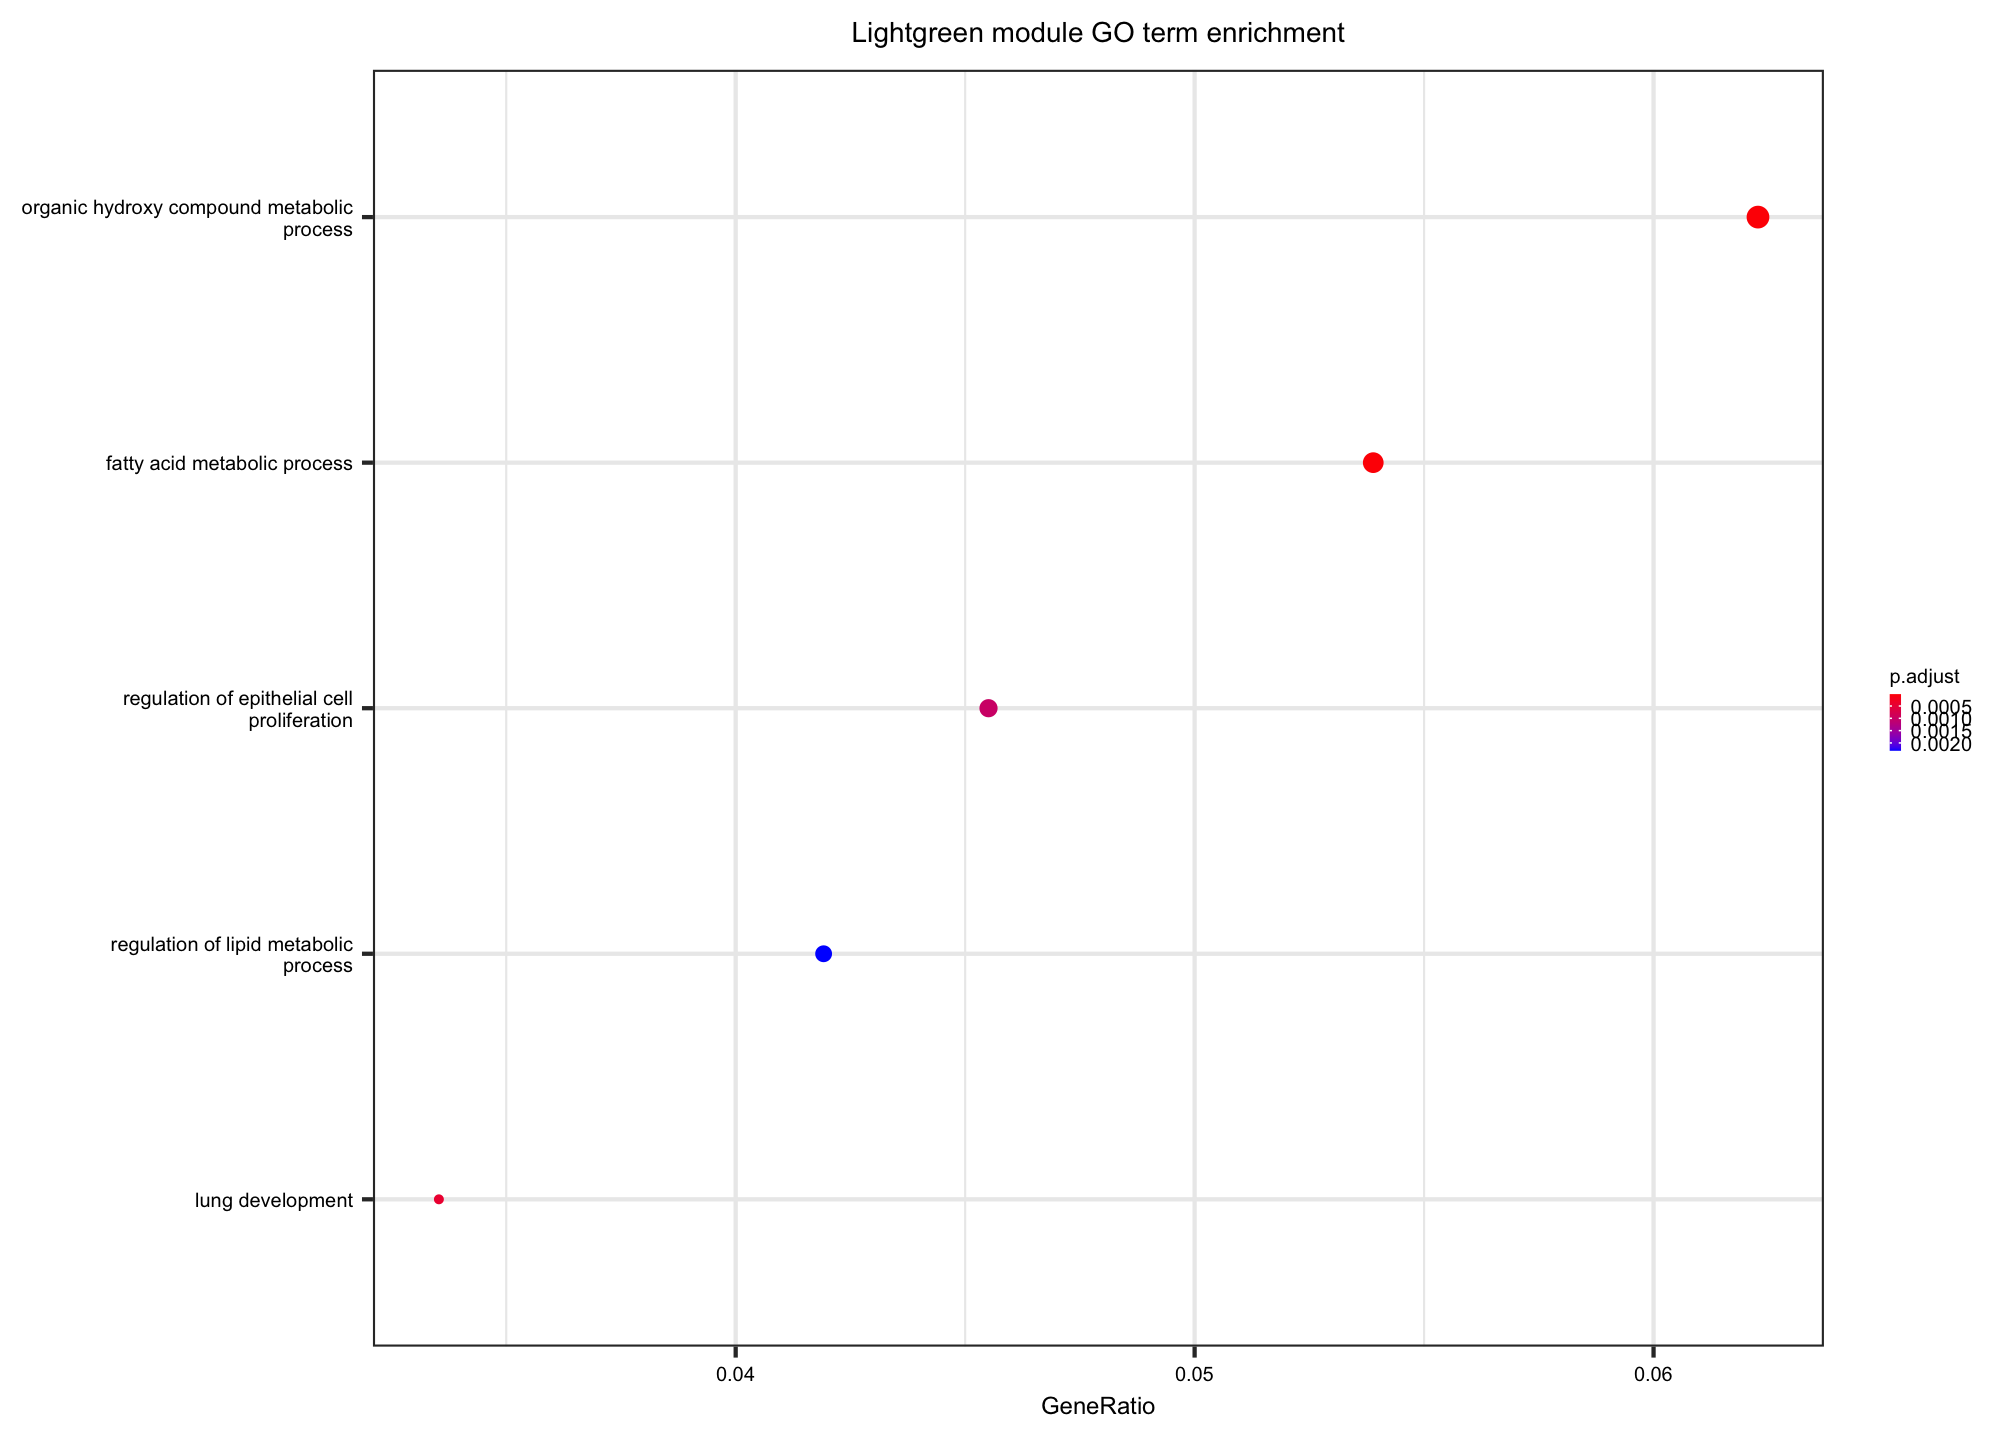 Lightgreen module GO term enrichment
organic hydroxy compound metabolic
process
fatty acid metabolic process
regulation of epithelial cell
proliferation
regulation of lipid metabolic
process
lung development
0.04
0.05
0.06
GeneRatio
p.adjust
0.0005
0.0010
0.0015
0.0020